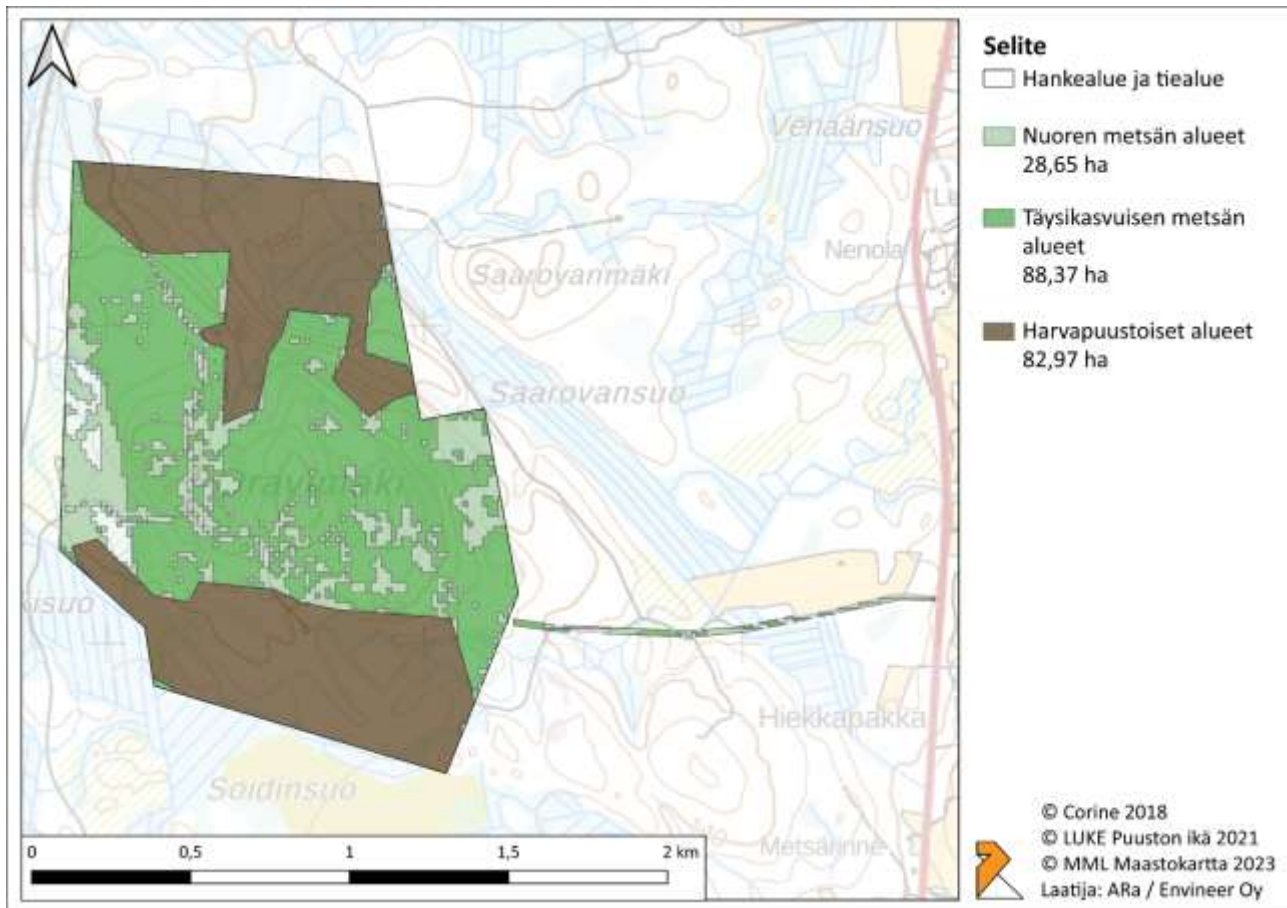 Selite
Hankealue ja tiealue
Nuoren metsän alueet
28,65 ha
Täysikasvuisen metsän
alueet
88,37 ha
Harvapuustoiset alueet
82,97 ha
Venäänsuo
Nenola
Saarovanmäki
Saarovansuo
Hiekkapakka
Soidinsuo
Metsärinne
0 0,5 1 1,5 2 km
© Corine 2018
© LUKE Puuston ikä 2021
© MML Maastokartta 2023
Laatija: ARa / Envineer Oy